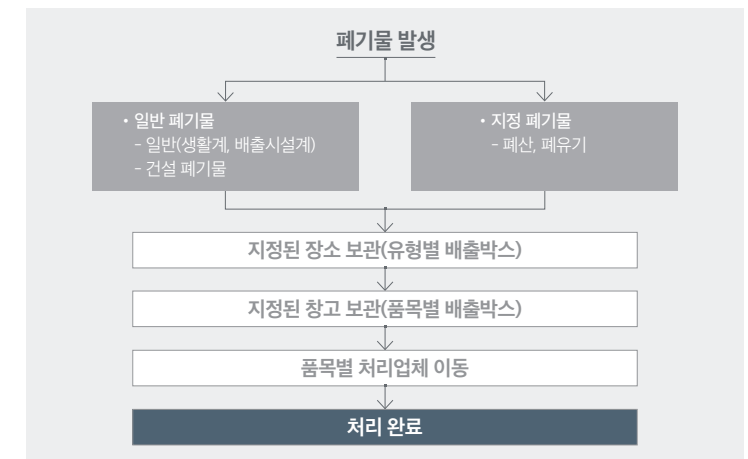 폐기물 발생
• 일반 폐기물
- 일반(생활계, 배출시설계)
- 건설 폐기물
• 지정 폐기물
- 폐산, 폐유기
지정된 장소 보관(유형별 배출박스)
지정된 창고 보관(품목별 배출박스)
품목별 처리업체 이동
처리 완료